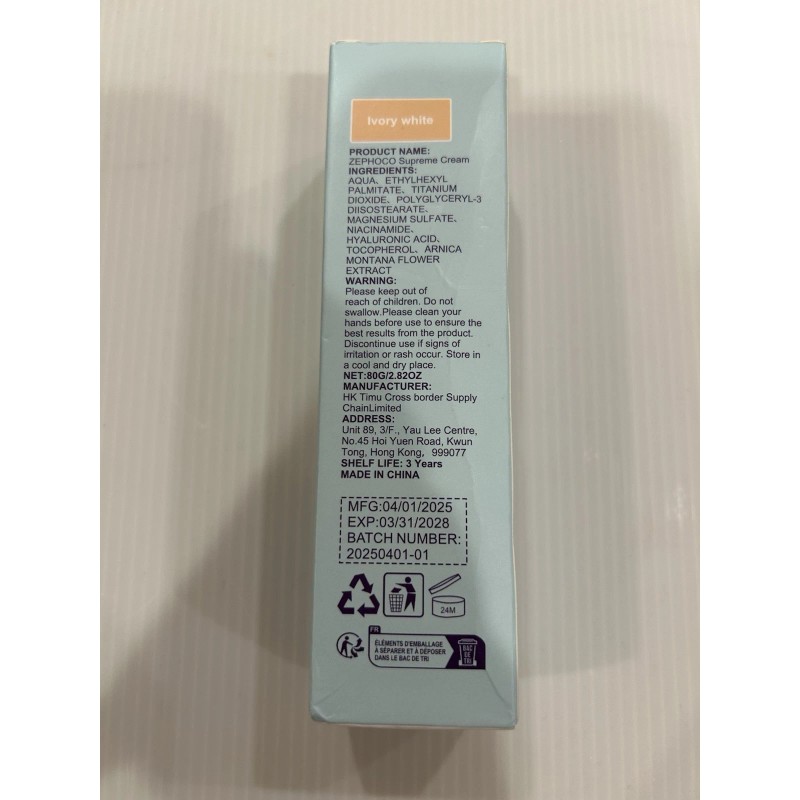 Ivory white
PRODUCT NAME:
ZEPHOCO Supreme Cream
INGREDIENTS:
AQUA、ETHYLHEXYL
PALMITATE、TITANIUM
DIOXIDE、POLYGLYCERYL-3
DIISOSTEARATE、
MAGNESIUM SULFATE、
NIACINAMIDE、
HYALURONIC ACID、
TOCOPHEROL、ARNICA
MONTANA FLOWER
EXTRACT
WARNING:
Please keep out of
reach of children. Do not
swallow.Please clean your
hands before use to ensure the
best results from the product.
Discontinue use if signs of
irritation or rash occur. Store in
a cool and dry place.
NET:80G/2.82OZ
MANUFACTURER:
HK Timu Cross border Supply
ChainLimited
ADDRESS:
Unit 89, 3/F., Yau Lee Centre,
No.45 Hoi Yuen Road, Kwun
Tong, Hong Kong，999077
SHELF LIFE: 3 Years
MADE IN CHINA
MFG:04/01/2025
EXP:03/31/2028
BATCH NUMBER:
20250401-01
24M
FR
ÉLÉMENTS D'EMBALLAGE
À SÉPARER ET À DÉPOSER
DANS LE BAC DE TRI
BAC
DE
TRI